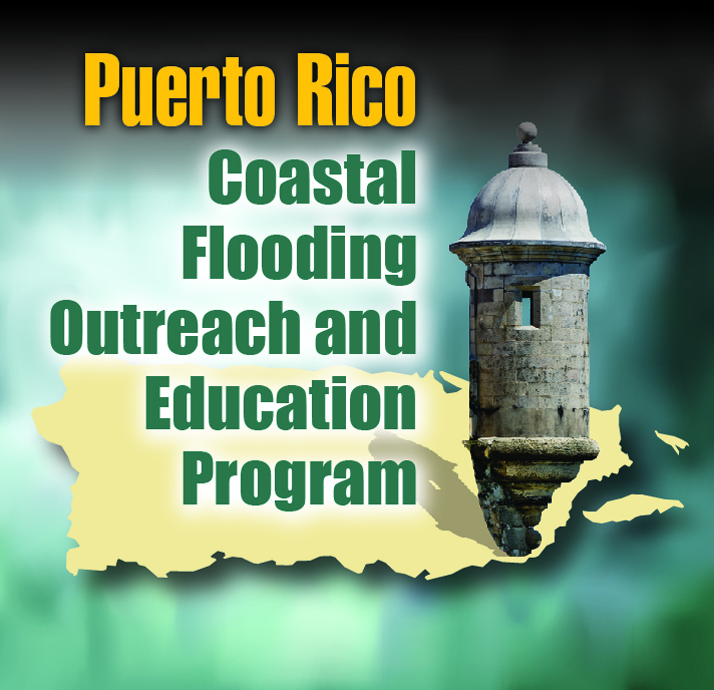 Puerto Rico
Coastal
Flooding
Outreach and
Education
Program